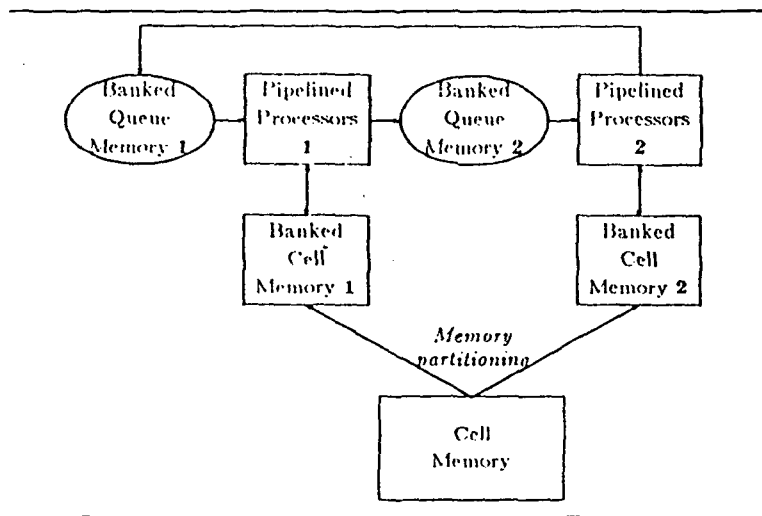 Banked
Queue
Memory 1
Pipelined
Processors
1
Banked
Queue
Memory 2
Pipelined
Processors
2
Banked
Cell
Memory 1
Banked
Cell
Memory 2
Memory
partitioning
Cell
Memory